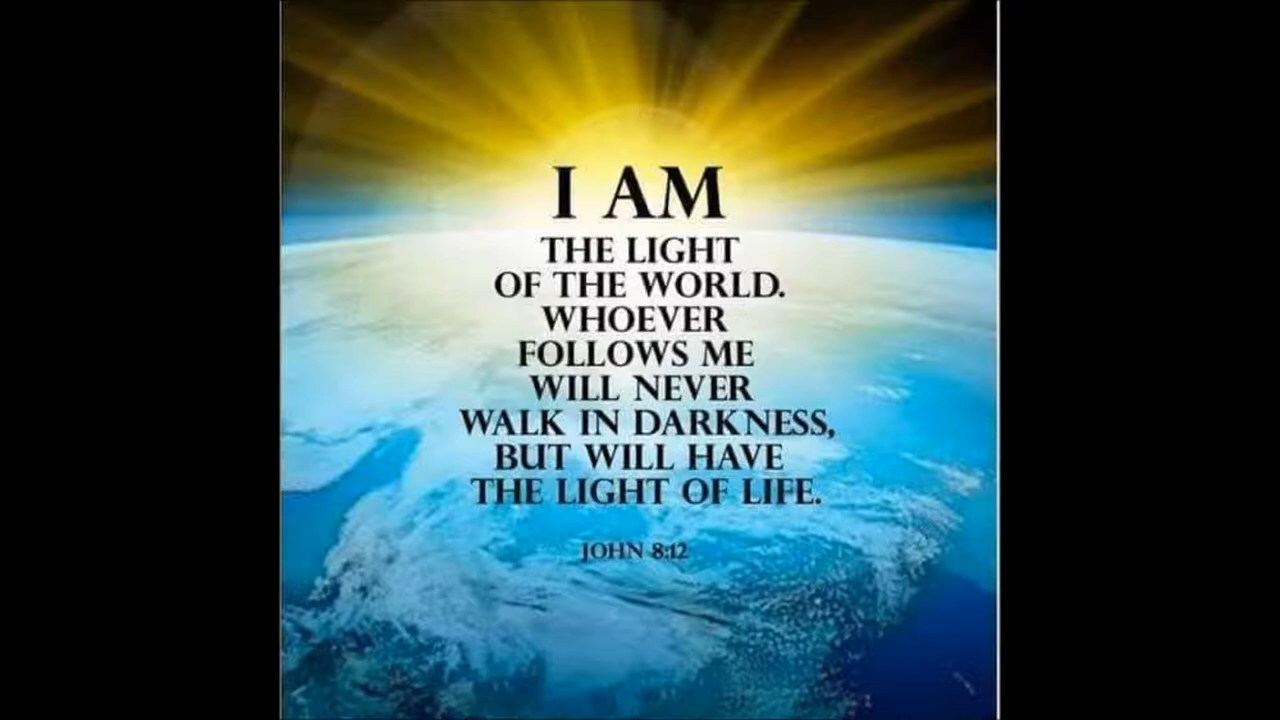 I AM
THE LIGHT
OF THE WORLD.
WHOEVER
FOLLOWS ME
WILL NEVER
WALK IN DARKNESS,
BUT WILL HAVE
THE LIGHT OF LIFE.
JOHN 8:12